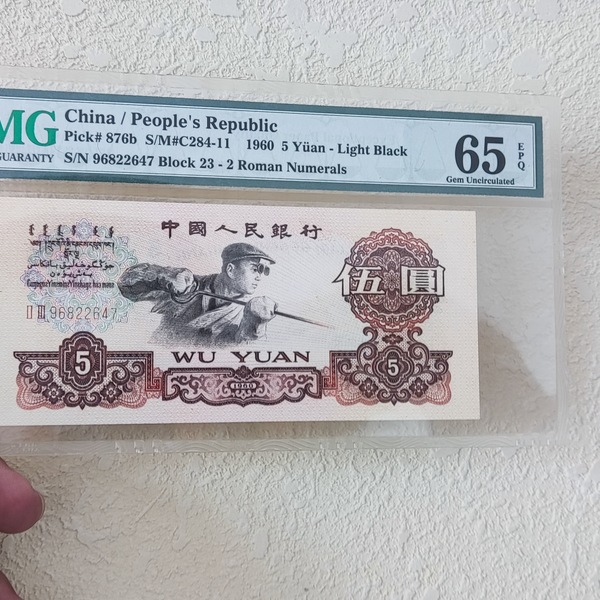 MG
GUARANTY
China / People's Republic
Pick# 876b S/M#C284-11 1960 5 Yüan - Light Black
S/N 96822647 Block 23 - 2 Roman Numerals
65 EPQ
Gem Uncirculated
中國人民銀行
伍圓
II III 96822647
WU YUAN
5
1960
5